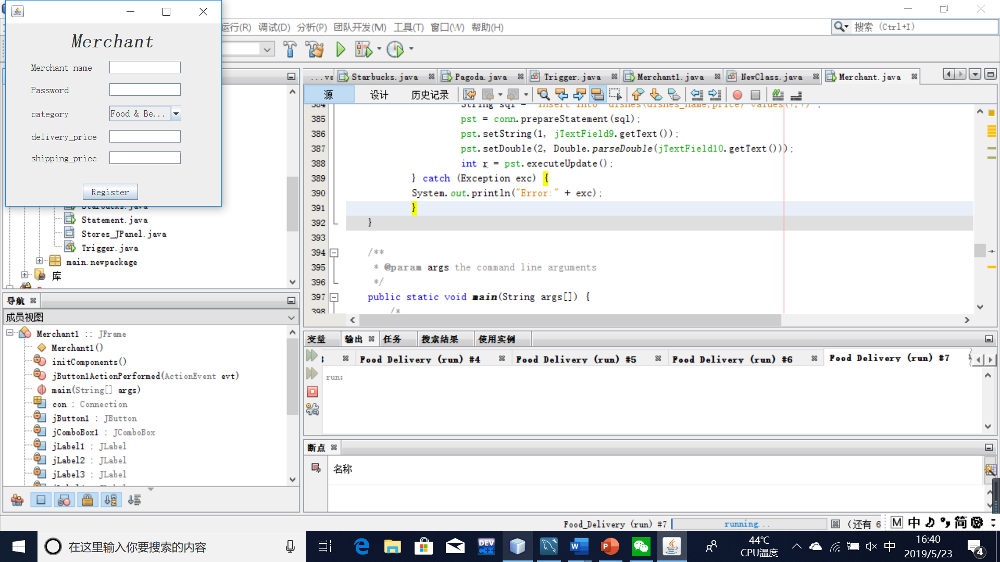 Merchant
Merchant name
Password
category
Food & Be...
delivery_price
shipping_price
Register
运行(R) 调试(D) 分析(P) 团队开发(M) 工具(T) 窗口(W) 帮助(H)
搜索 (Ctrl+I)
Starbucks.java
Statement.java
Stores_JPanel.java
Trigger.java
main.newpackage
库
导航
成员视图
Merchant1 :: JFrame
Merchant1()
initComponents()
jButton1ActionPerformed(ActionEvent evt)
main(String[] args)
con : Connection
jButton1 : JButton
jComboBox1 : JComboBox
jLabel1 : JLabel
jLabel2 : JLabel
jLabel3 : JLabel
Starbucks.java Pagoda.java Trigger.java Merchant1.java NewClass.java Merchant.java
源 设计 历史记录
384 String sql = "insert into dishes(dishes_name,price) values(?,?)";
385 pst = conn.prepareStatement(sql);
386 pst.setString(1, jTextField9.getText());
387 pst.setDouble(2, Double.parseDouble(jTextField10.getText()));
388 int r = pst.executeUpdate();
389 } catch (Exception exc) {
390 System.out.println("Error:" + exc);
391 }
392 }
393
394 /**
395 * @param args the command line arguments
396 */
397 public static void main(String args[]) {
398 /*
变量 输出 任务 搜索结果 使用实例
Food Delivery (run) #4 Food Delivery (run) #5 Food Delivery (run) #6 Food Delivery (run) #7
run:
断点
名称
Food_Delivery (run) #7 running... (还有 6
M 中 简
在这里输入你要搜索的内容
DEV C++
44℃
CPU温度
中
16:40
2019/5/23
4